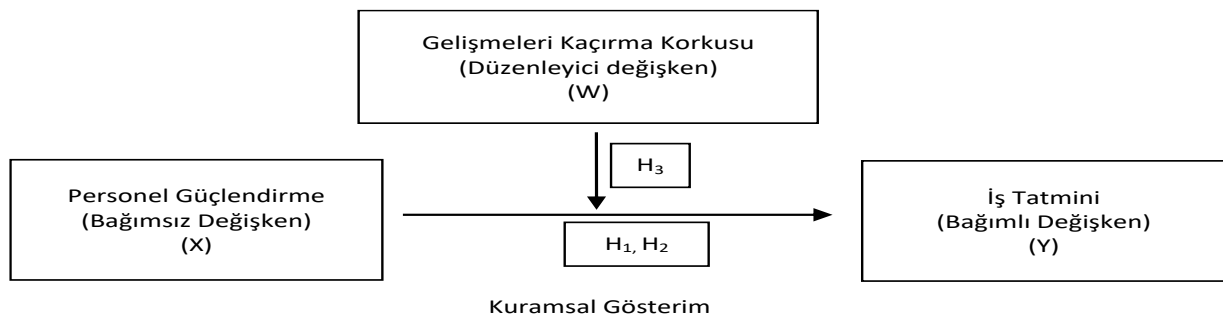 Gelişmeleri Kaçırma Korkusu
(Düzenleyici değişken)
(W)
H₃
Personel Güçlendirme
(Bağımsız Değişken)
(X)
İş Tatmini
(Bağımlı Değişken)
(Y)
H₁, H₂
Kuramsal Gösterim